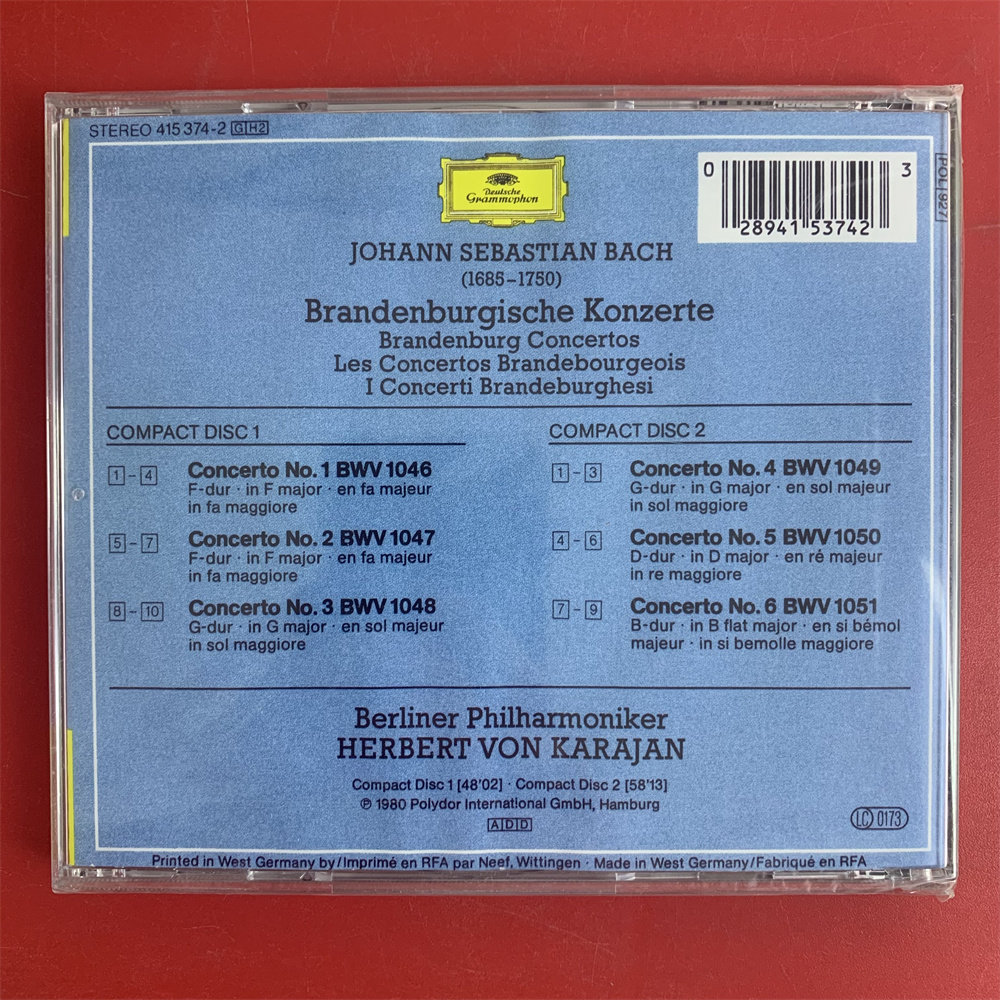 STEREO 415 374-2 GH2
Deutsche
Grammophon
0 28941 53742 3
POL 927
JOHANN SEBASTIAN BACH
(1685–1750)
Brandenburgische Konzerte
Brandenburg Concertos
Les Concertos Brandebourgeois
I Concerti Brandeburghesi
COMPACT DISC 1
1 – 4 Concerto No. 1 BWV 1046
F-dur · in F major · en fa majeur
in fa maggiore
5 – 7 Concerto No. 2 BWV 1047
F-dur · in F major · en fa majeur
in fa maggiore
8 – 10 Concerto No. 3 BWV 1048
G-dur · in G major · en sol majeur
in sol maggiore
COMPACT DISC 2
1 – 3 Concerto No. 4 BWV 1049
G-dur · in G major · en sol majeur
in sol maggiore
4 – 6 Concerto No. 5 BWV 1050
D-dur · in D major · en ré majeur
in re maggiore
7 – 9 Concerto No. 6 BWV 1051
B-dur · in B flat major · en si bémol
majeur · in si bemolle maggiore
Berliner Philharmoniker
HERBERT VON KARAJAN
Compact Disc 1 [48'02] · Compact Disc 2 [58'13]
℗ 1980 Polydor International GmbH, Hamburg
ADD
LC 0173
Printed in West Germany by/Imprimé en RFA par Neef, Wittingen · Made in West Germany/Fabriqué en RFA